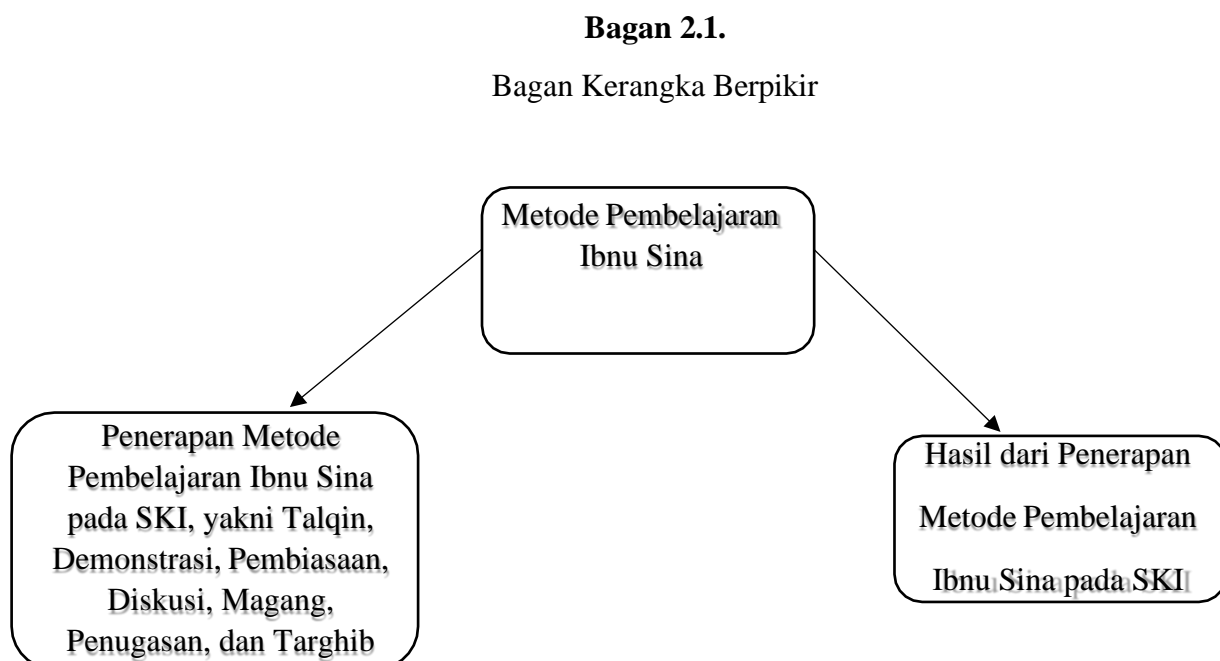 Bagan 2.1.
Bagan Kerangka Berpikir
Metode Pembelajaran
Ibnu Sina
Penerapan Metode
Pembelajaran Ibnu Sina
pada SKI, yakni Talqin,
Demonstrasi, Pembiasaan,
Diskusi, Magang,
Penugasan, dan Targhib
Hasil dari Penerapan
Metode Pembelajaran
Ibnu Sina pada SKI